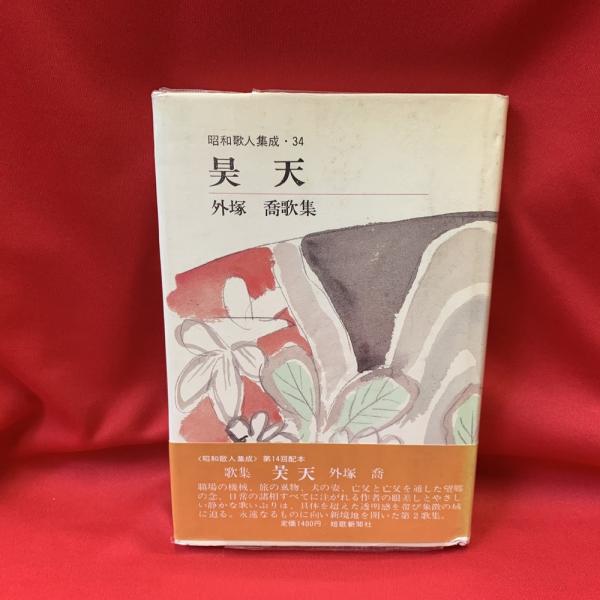 昭和歌人集成・34
昊天
外塚 喬歌集
〈昭和歌人集成〉 第14回配本
歌集 昊天 外塚 喬
職場の機械、旅の風物、犬の姿、亡父と亡父を通した望郷
の念、日常の諸相すべてに注がれる作者の眼差しとやさし
い静かな歌いぶりは、具体を超えた透明感を帯び象徴の域
に迫る。永遠なるものに向い新境地を開いた第2歌集。
定価1400円/短歌新聞社